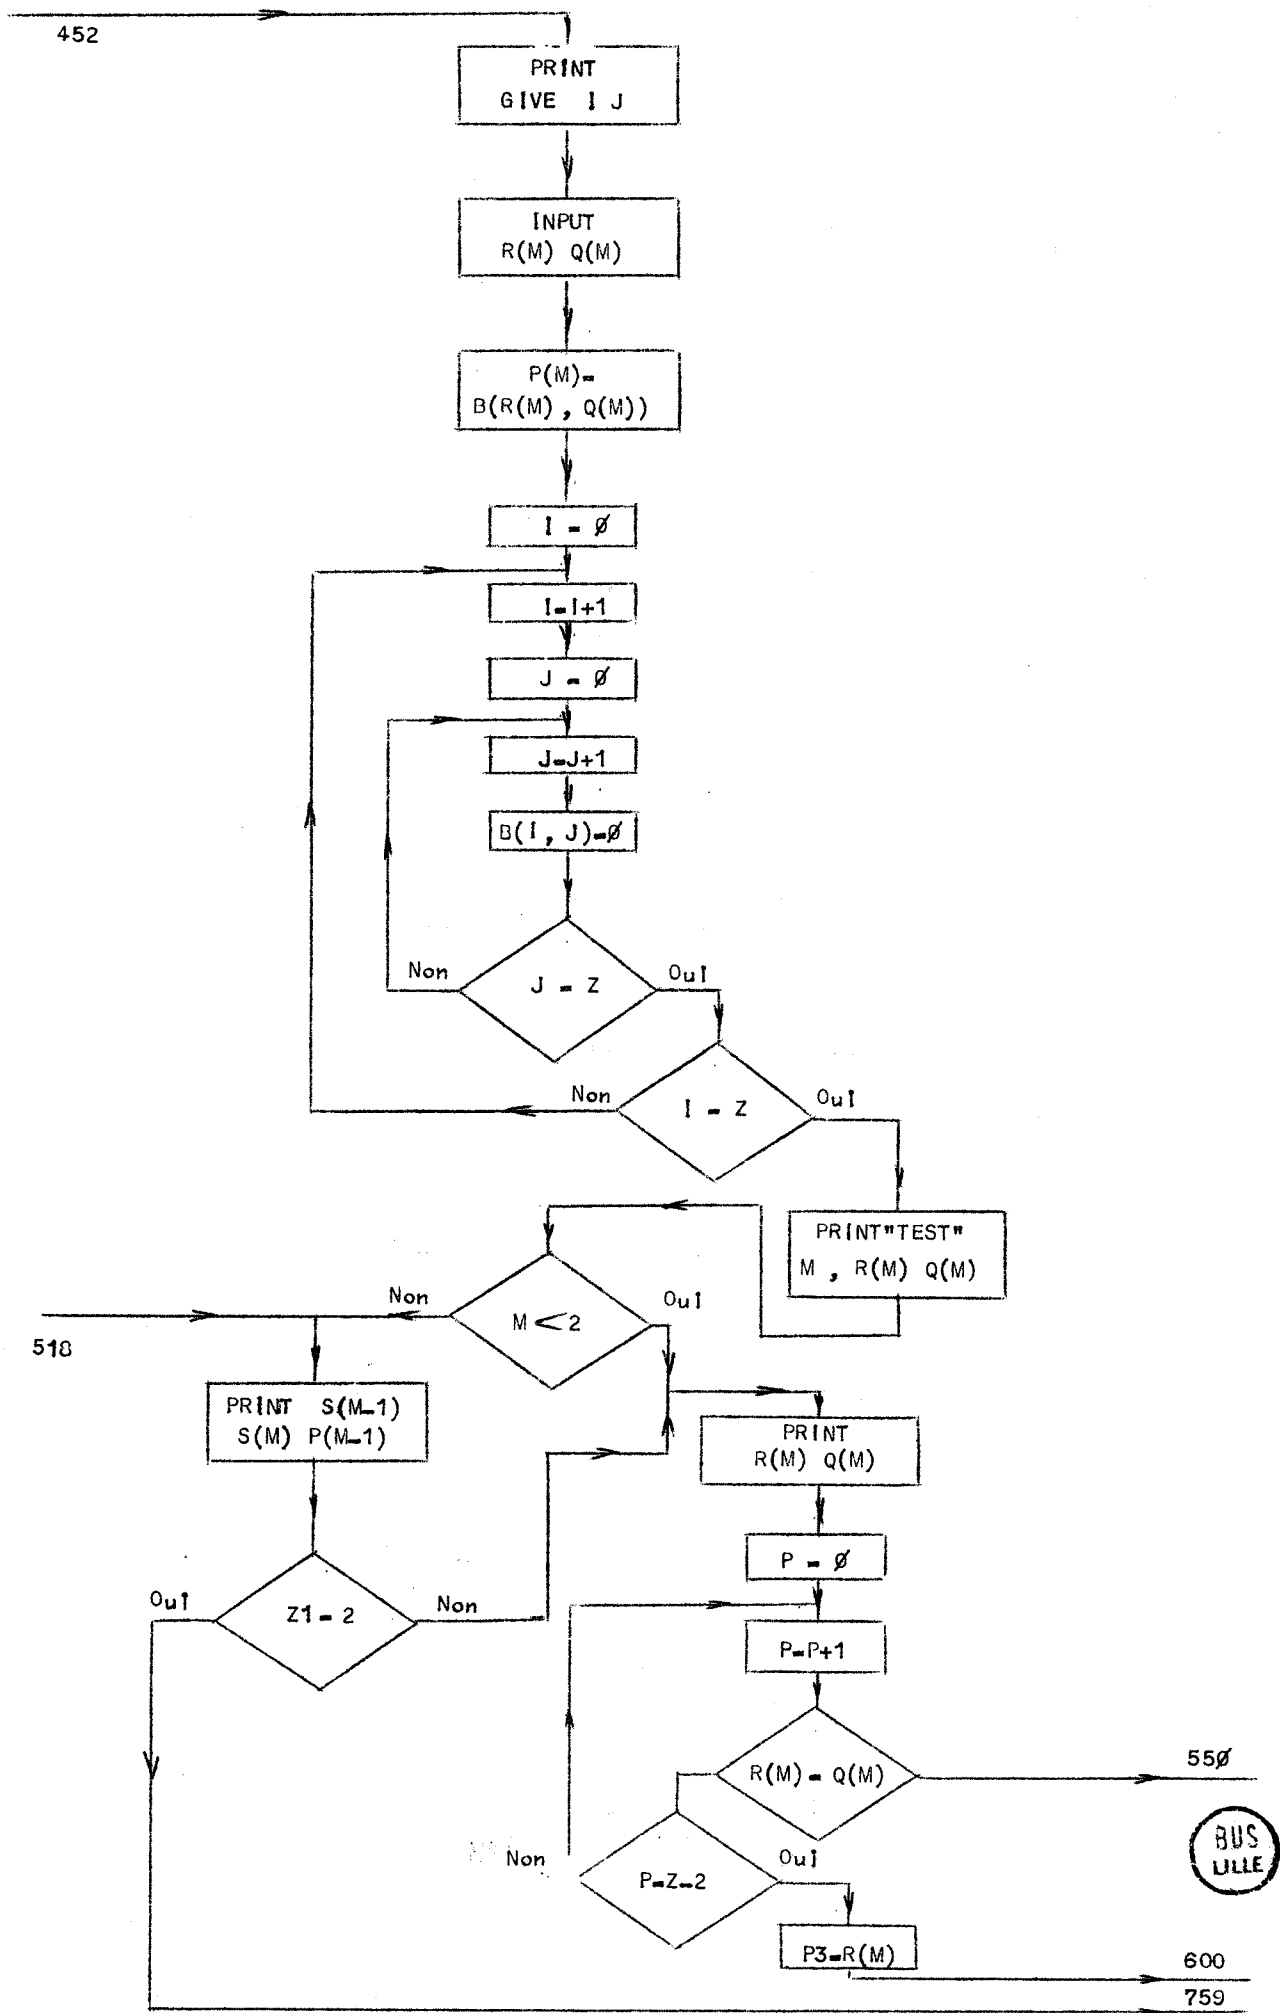 452
PRINT
GIVE I J
INPUT
R(M) Q(M)
P(M)=
B(R(M) , Q(M))
I = Ø
I=I+1
J = Ø
J=J+1
B(I , J)=Ø
J = Z
Non
Oui
I = Z
Non
Oui
PRINT"TEST"
M , R(M) Q(M)
M < 2
Non
Oui
518
PRINT S(M-1)
S(M) P(M-1)
PRINT
R(M) Q(M)
P = Ø
Z1 = 2
Oui
Non
P=P+1
R(M) = Q(M)
55Ø
P=Z-2
Non
Oui
BUS
LILLE
P3=R(M)
600
759